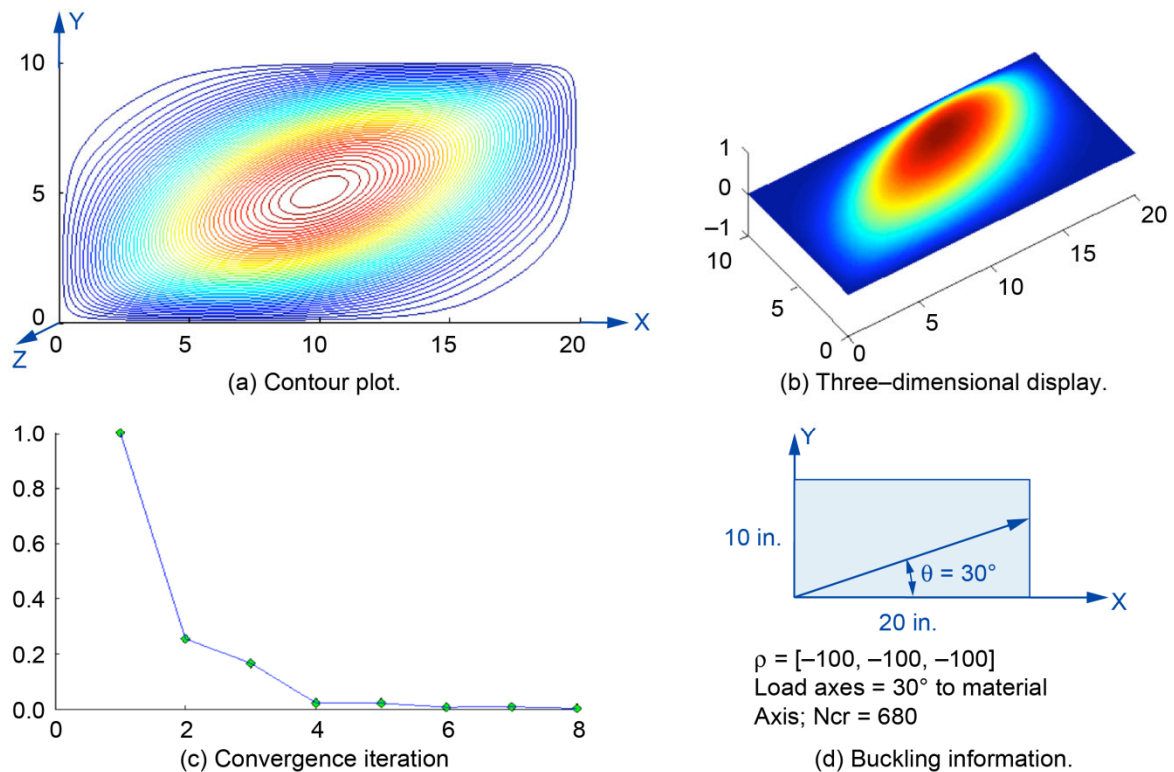 Y
10
5
0
Z
0
5
10
15
20
X
(a) Contour plot.
1
0
–1
10
5
0
0
5
10
15
20
(b) Three–dimensional display.
1.0
0.8
0.6
0.4
0.2
0.0
0
2
4
6
8
(c) Convergence iteration
Y
10 in.
θ = 30°
X
20 in.
ρ = [–100, –100, –100]
Load axes = 30° to material
Axis; Ncr = 680
(d) Buckling information.